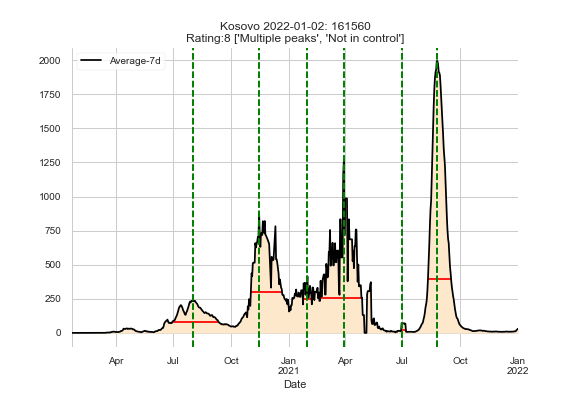 Kosovo 2022-01-02: 161560
Rating:8 ['Multiple peaks', 'Not in control']
Average-7d
2000
1750
1500
1250
1000
750
500
250
0
Apr Jul Oct Jan Apr Jul Oct Jan
2021 2022
Date